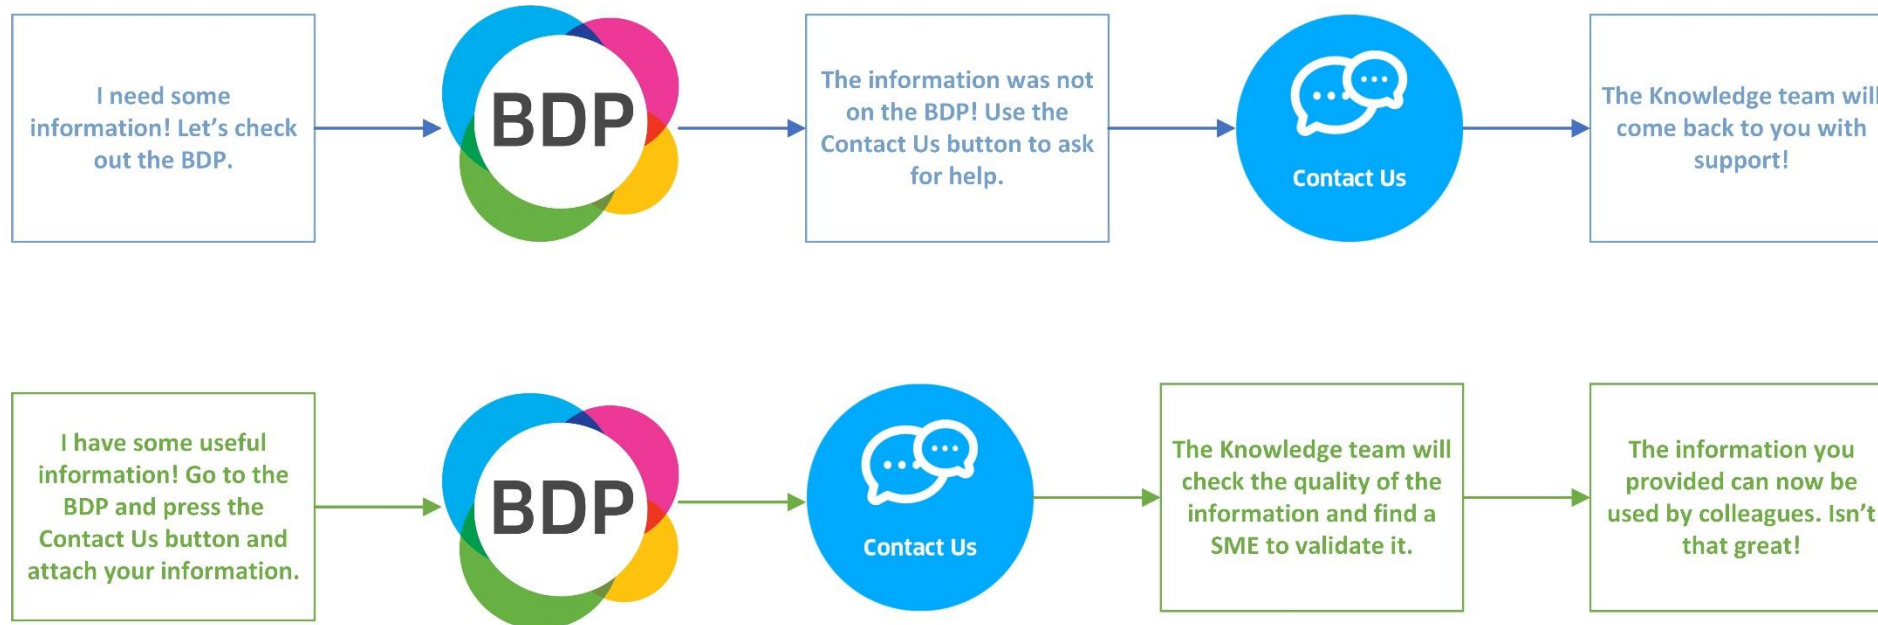 I need some
information! Let's check
out the BDP.
BDP
The information was not
on the BDP! Use the
Contact Us button to ask
for help.
Contact Us
The Knowledge team will
come back to you with
support!
I have some useful
information! Go to the
BDP and press the
Contact Us button and
attach your information.
BDP
Contact Us
The Knowledge team will
check the quality of the
information and find a
SME to validate it.
The information you
provided can now be
used by colleagues. Isn't
that great!